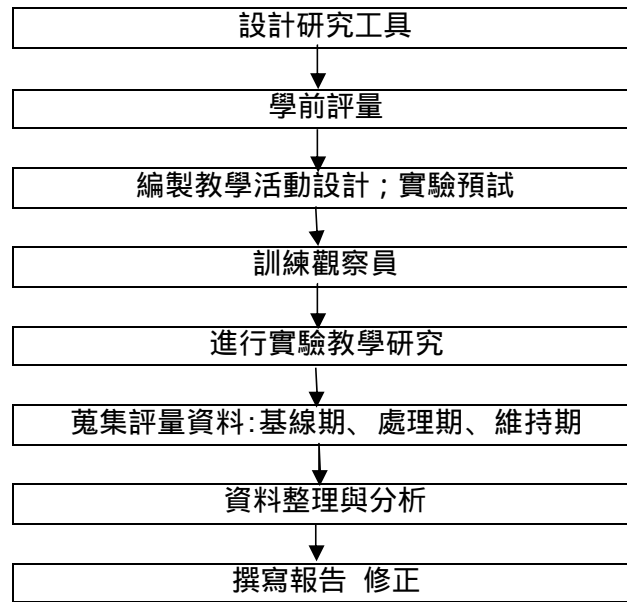 設計研究工具
學前評量
編製教學活動設計；實驗預試
訓練觀察員
進行實驗教學研究
蒐集評量資料:基線期、處理期、維持期
資料整理與分析
撰寫報告 修正